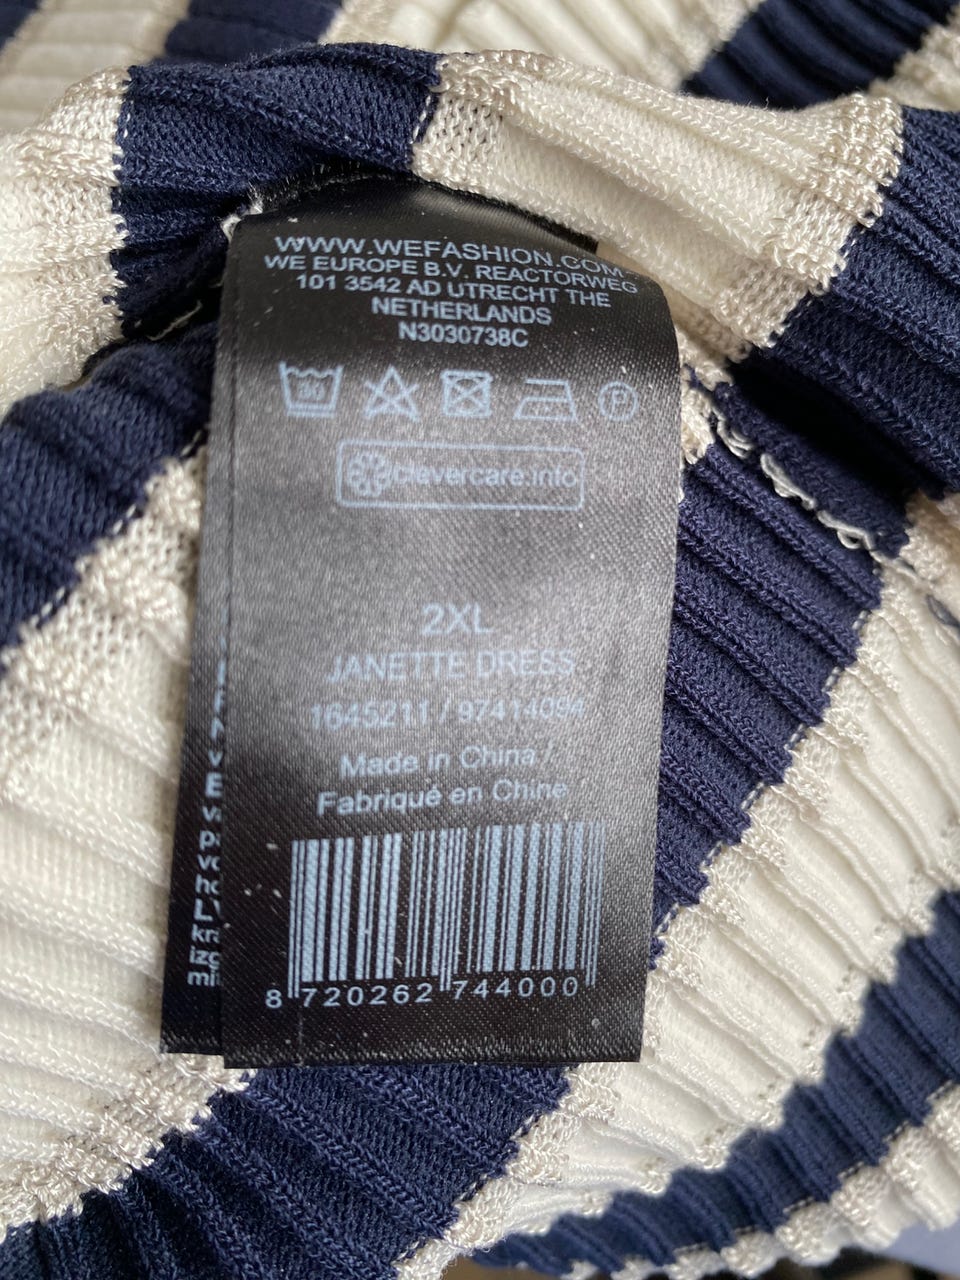 WWW.WEFASHION.COM-
WE EUROPE B.V. REACTORWEG
101 3542 AD UTRECHT THE
NETHERLANDS
N3030738C
F
clevercare.info
2XL
JANETTE DRESS
1645211 / 97414094
Made in China /
Fabriqué en Chine
8 720262 744000